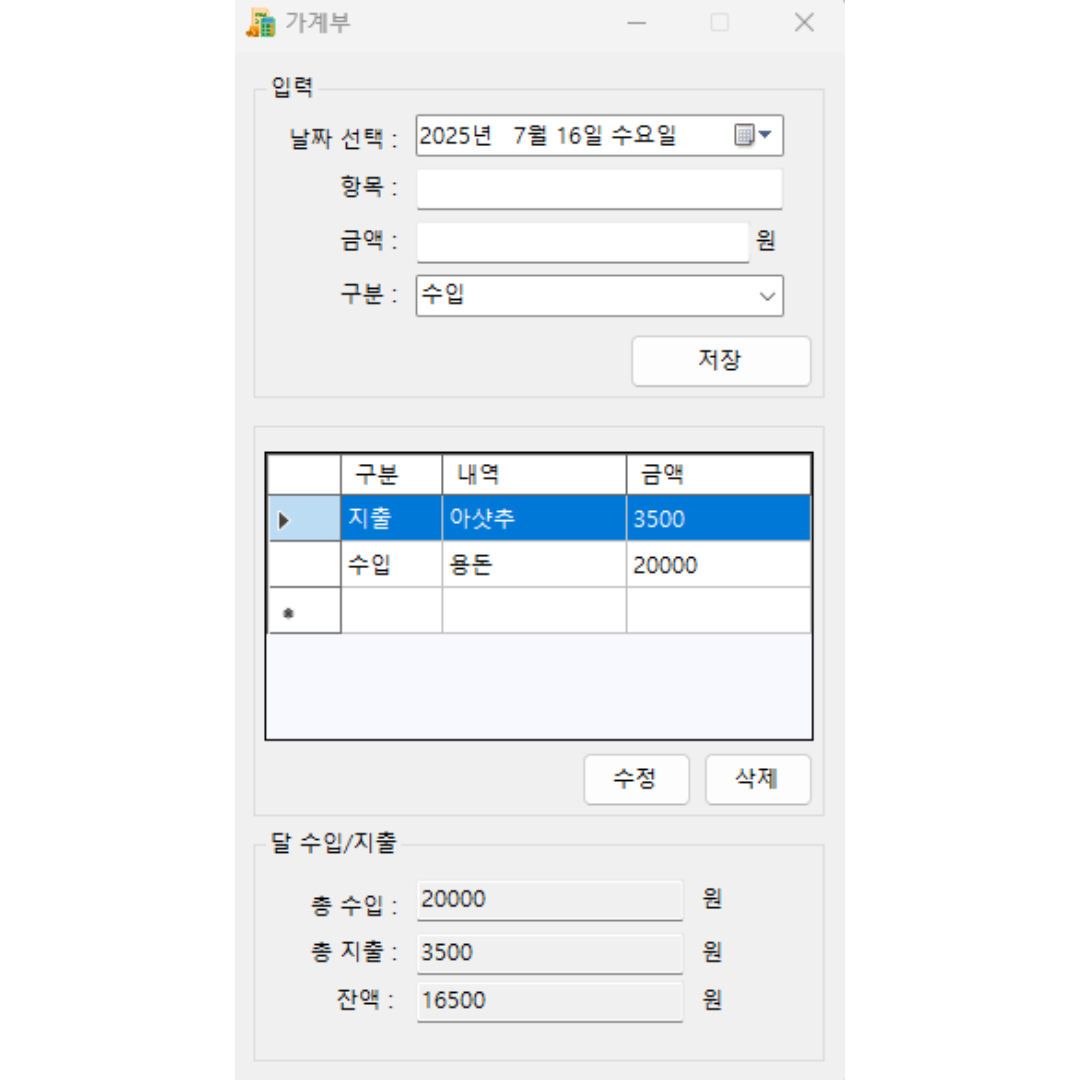 가계부
입력
날짜 선택 : 2025년 7월 16일 수요일
항목 :
금액 : 원
구분 : 수입
저장
구분 내역 금액
지출 아샷추 3500
수입 용돈 20000
수정 삭제
달 수입/지출
총 수입 : 20000 원
총 지출 : 3500 원
잔액 : 16500 원